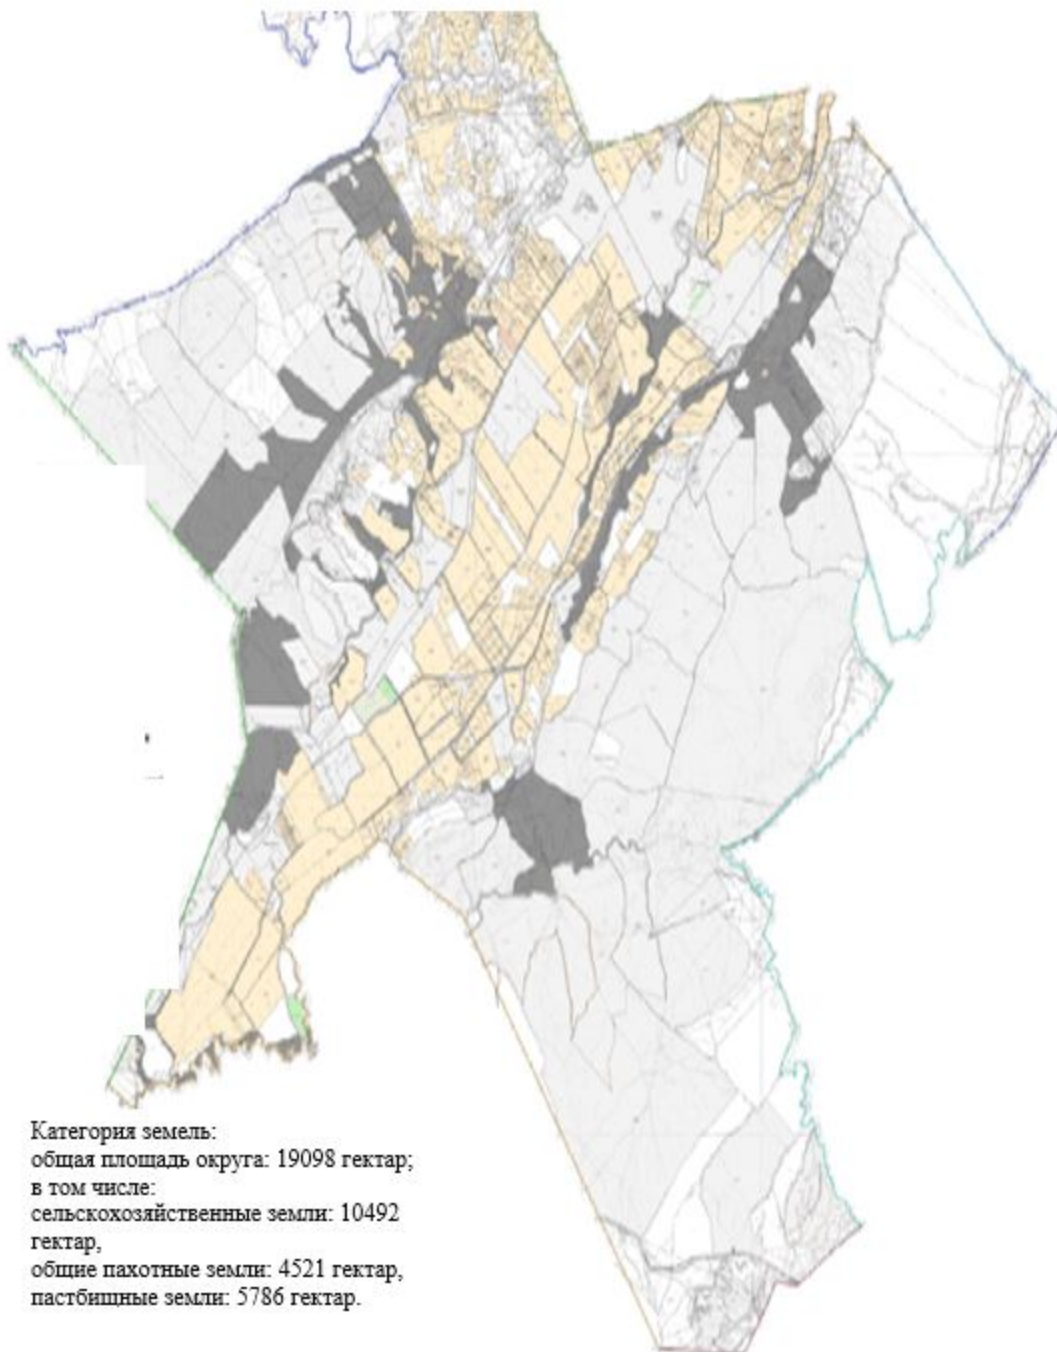 Категория земель:
общая площадь округа: 19098 гектар;
в том числе:
сельскохозяйственные земли: 10492
гектар,
общие пахотные земли: 4521 гектар,
пастбищные земли: 5786 гектар.